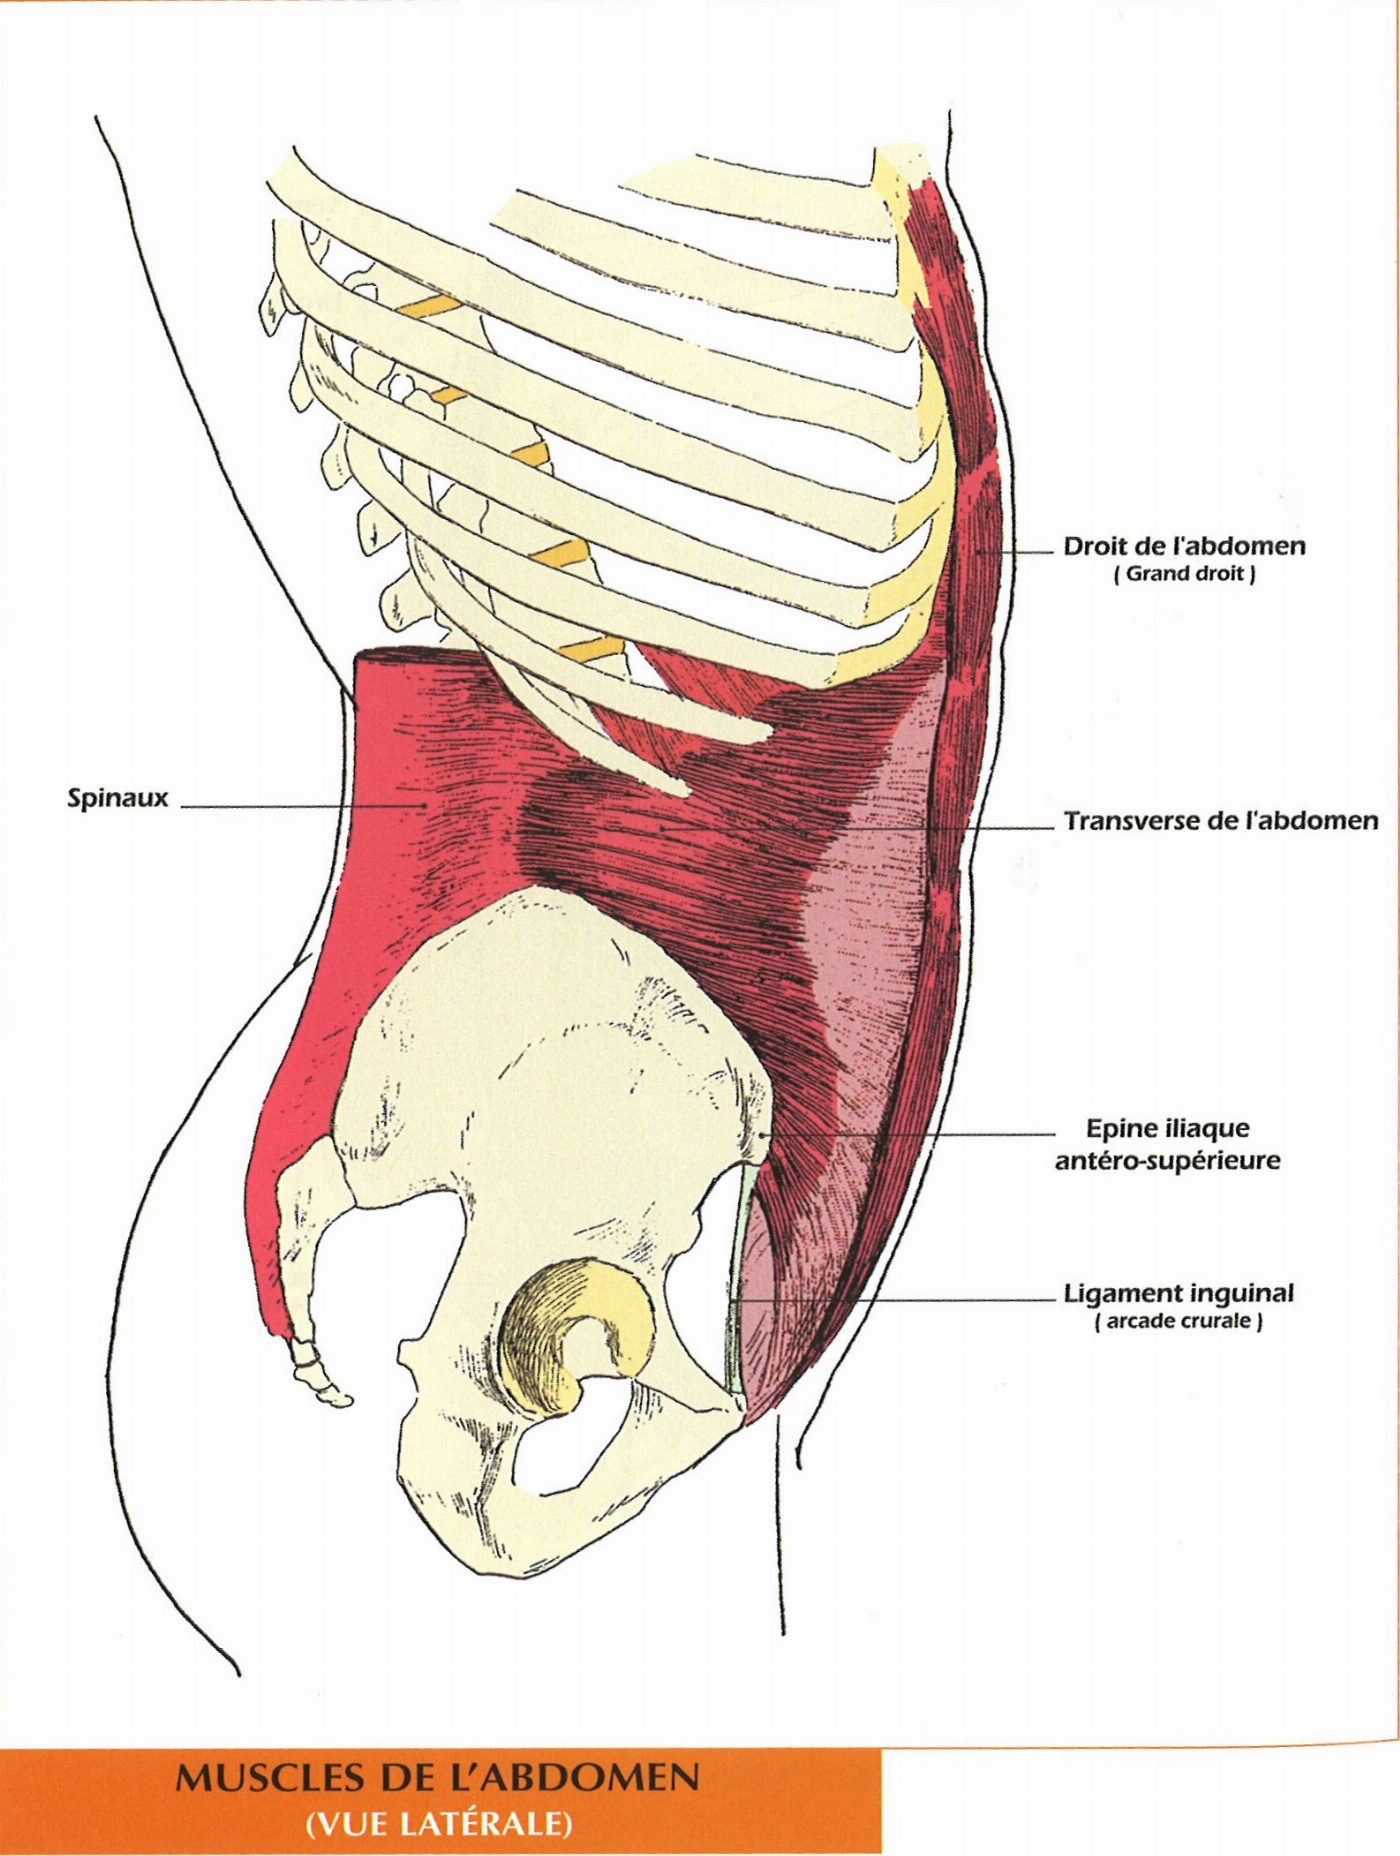 Droit de l'abdomen
( Grand droit )
Spinaux
Transverse de l'abdomen
Epine iliaque
antéro-supérieure
Ligament inguinal
( arcade crurale )
MUSCLES DE L'ABDOMEN
(VUE LATÉRALE)